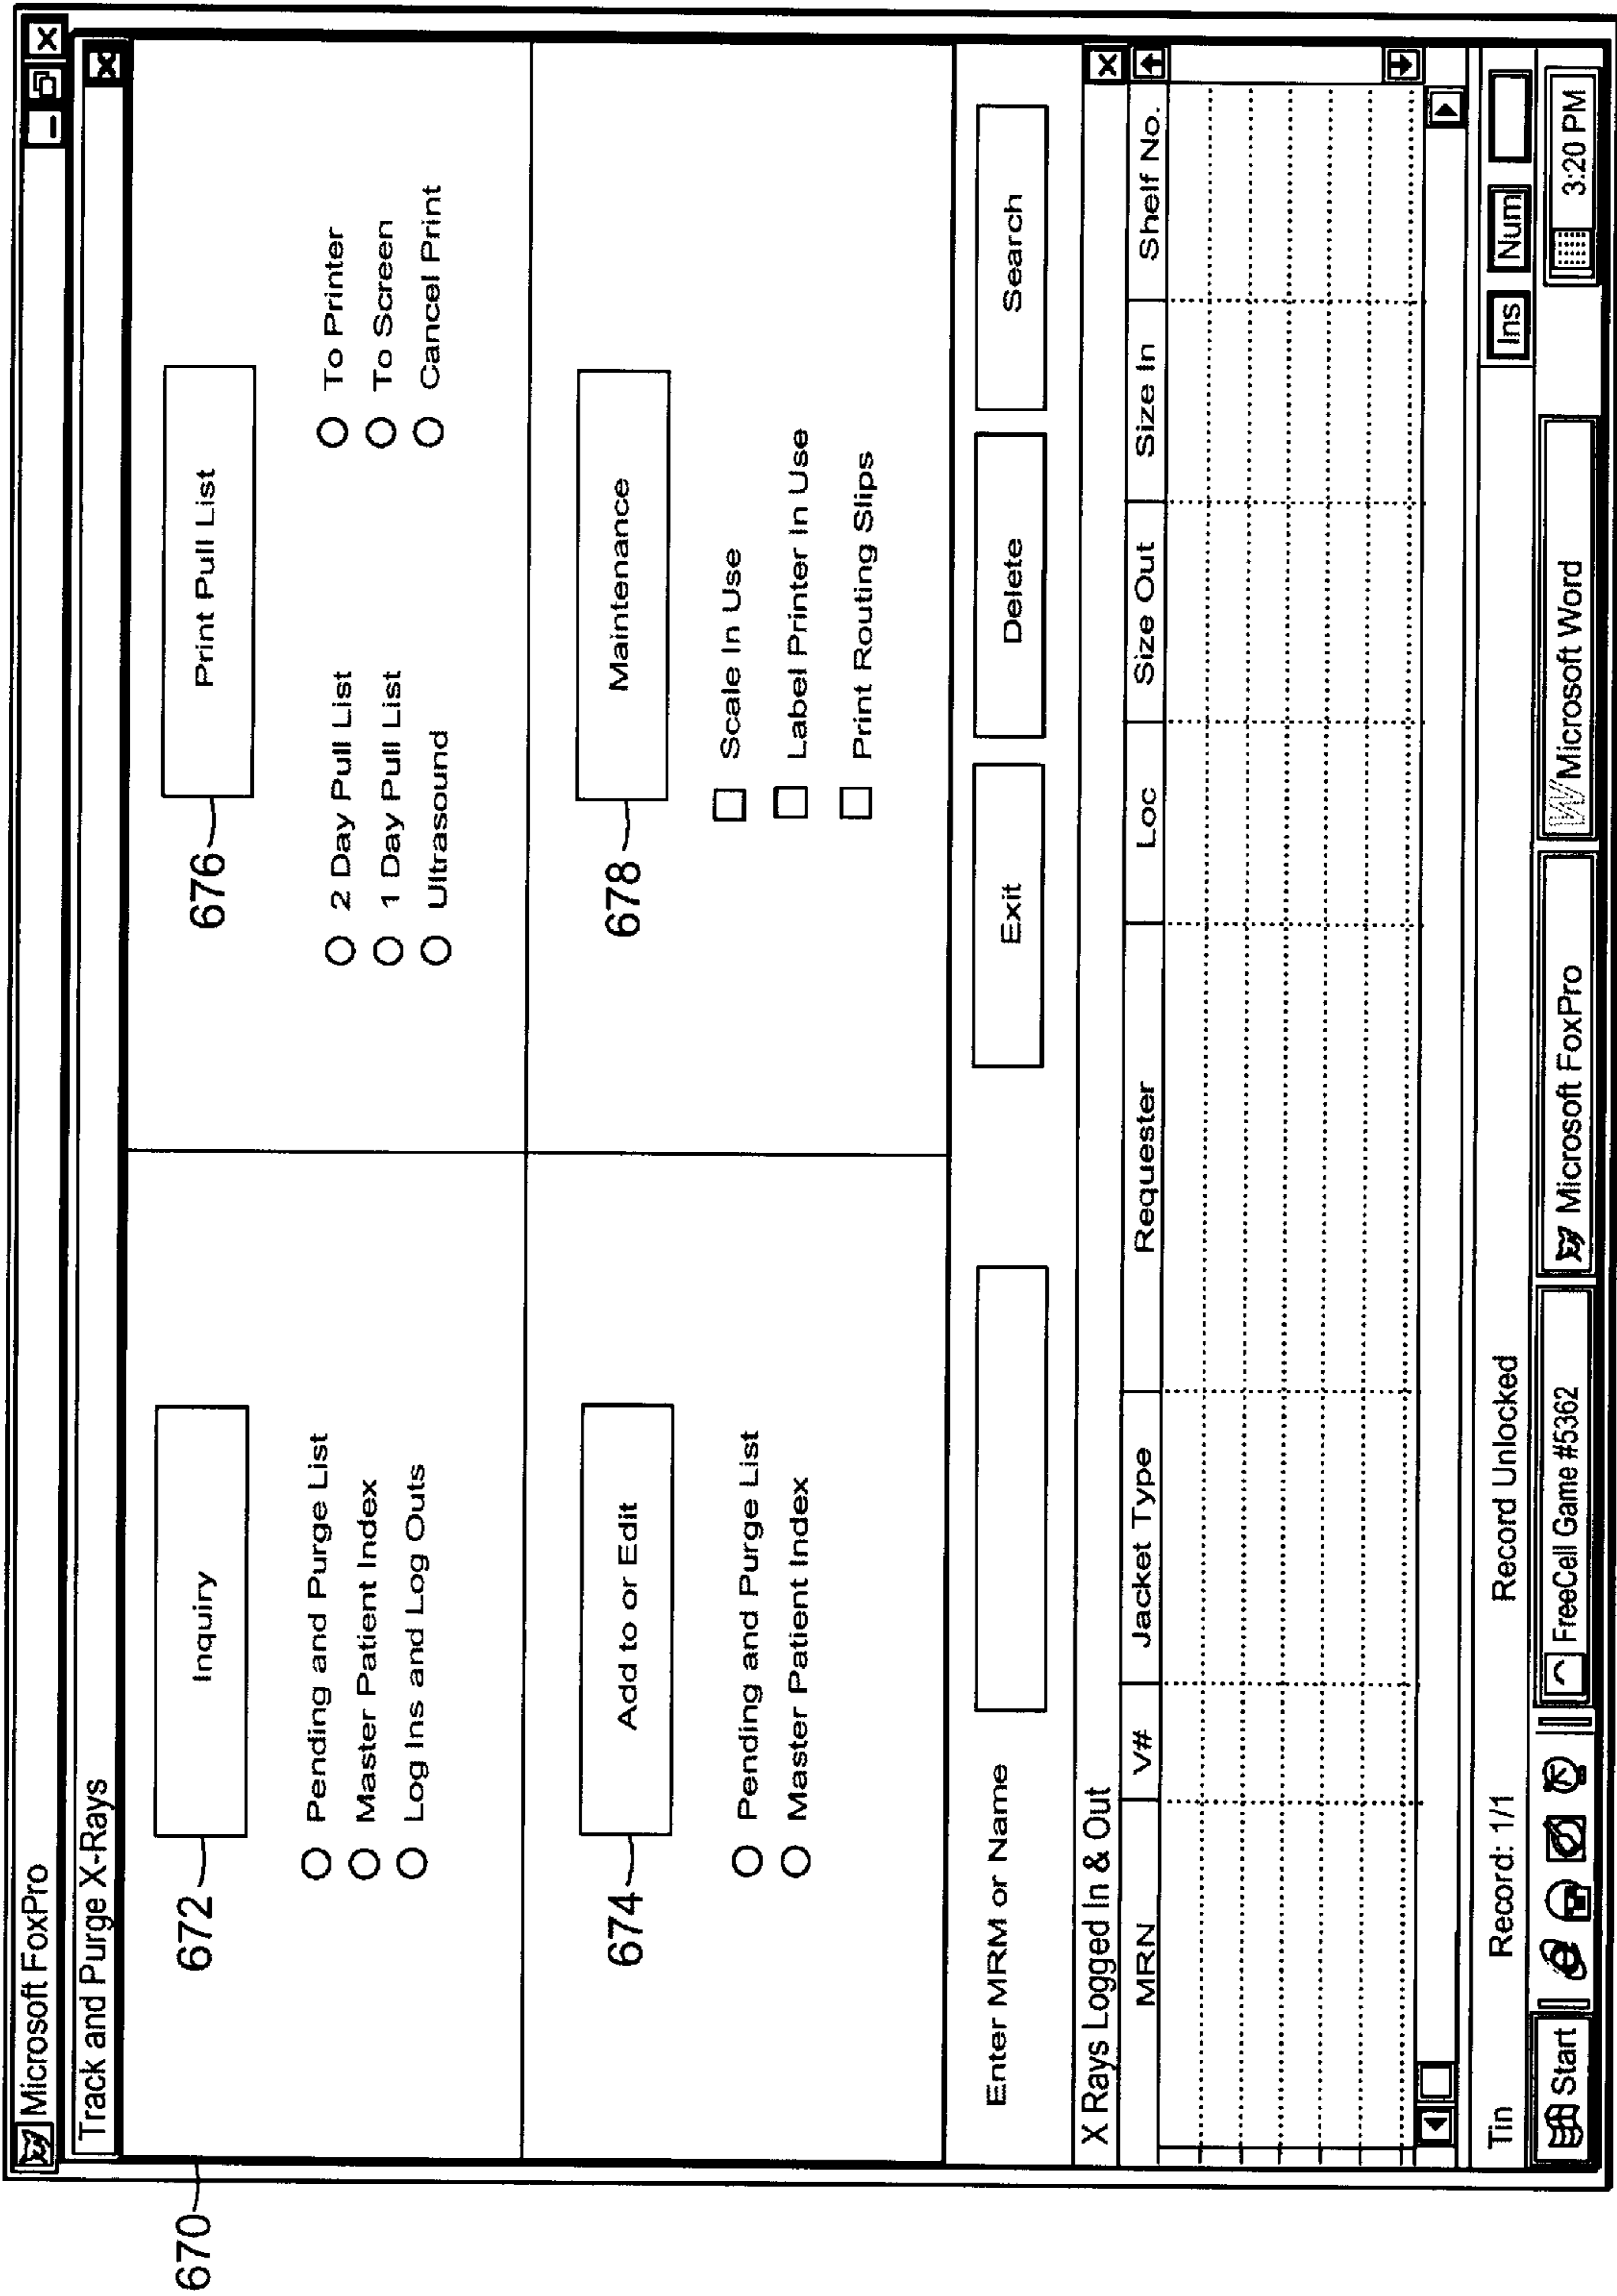 Microsoft FoxPro
Track and Purge X-Rays
670
672
Inquiry
Pending and Purge List
Master Patient Index
Log Ins and Log Outs
676
Print Pull List
2 Day Pull List
To Printer
1 Day Pull List
To Screen
Ultrasound
Cancel Print
674
Add to or Edit
Pending and Purge List
Master Patient Index
678
Maintenance
Scale In Use
Label Printer In Use
Print Routing Slips
Enter MRM or Name
Exit
Delete
Search
X Rays Logged In & Out
MRN V# Jacket Type Requester Loc Size Out Size In Shelf No.
Tin Record: 1/1 Record Unlocked Ins Num
Start FreeCell Game #5362 Microsoft FoxPro Microsoft Word 3:20 PM